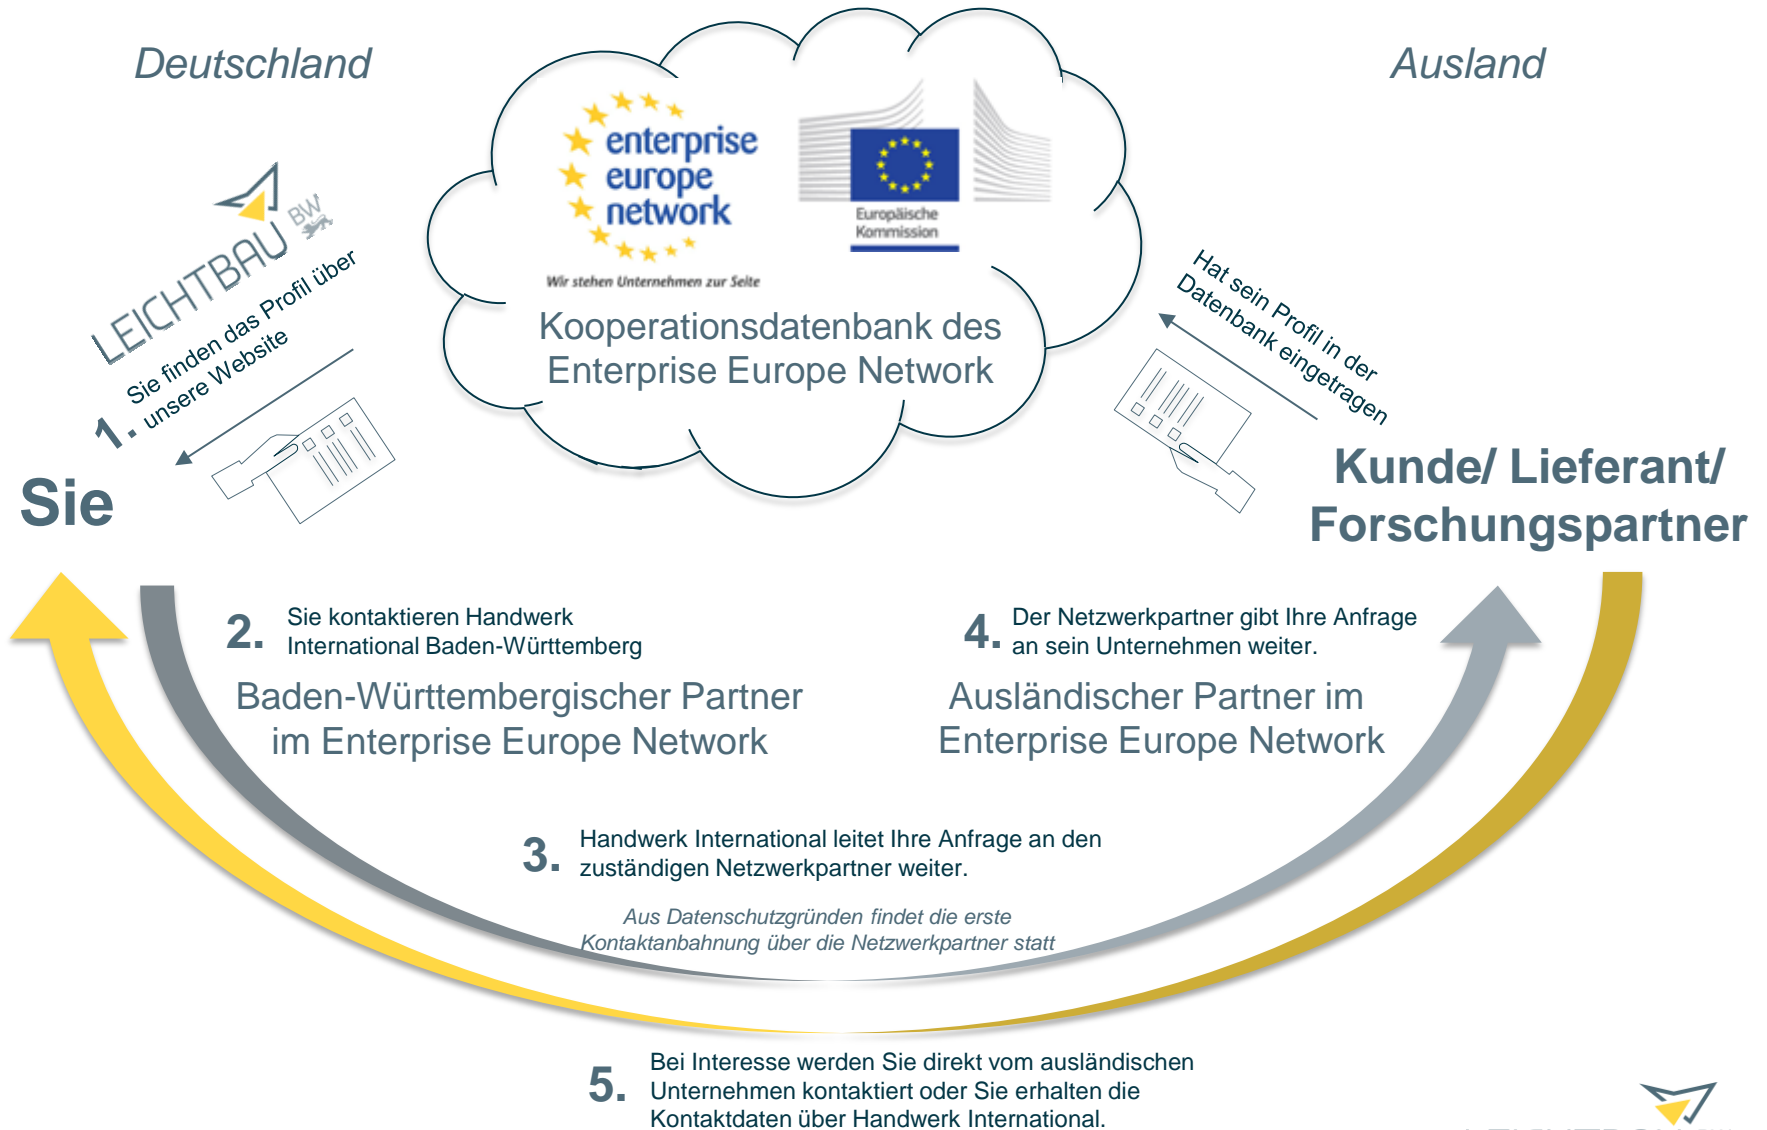 Deutschland
Ausland
enterprise
europe
network
Wir stehen Unternehmen zur Seite
Europäische
Kommission
Kooperationsdatenbank des
Enterprise Europe Network
LEICHTBAU BW
1. Sie finden das Profil über
unsere Website
Hat sein Profil in der
Datenbank eingetragen
Sie
Kunde/ Lieferant/
Forschungspartner
2. Sie kontaktieren Handwerk
International Baden-Württemberg
Baden-Württembergischer Partner
im Enterprise Europe Network
4. Der Netzwerkpartner gibt Ihre Anfrage
an sein Unternehmen weiter.
Ausländischer Partner im
Enterprise Europe Network
3. Handwerk International leitet Ihre Anfrage an den
zuständigen Netzwerkpartner weiter.
Aus Datenschutzgründen findet die erste
Kontaktanbahnung über die Netzwerkpartner statt
5. Bei Interesse werden Sie direkt vom ausländischen
Unternehmen kontaktiert oder Sie erhalten die
Kontaktdaten über Handwerk International.